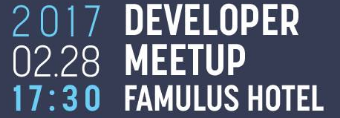 2017 DEVELOPER
02.28 MEETUP
17:30 FAMULUS HOTEL